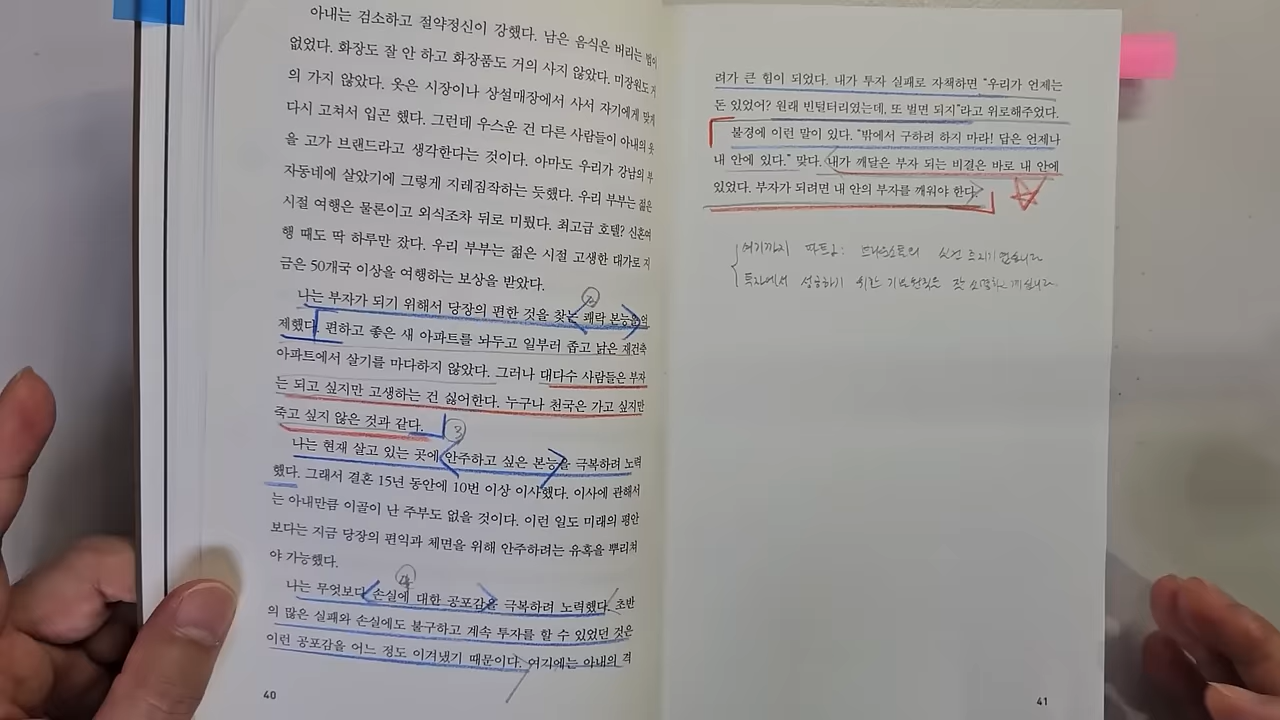 아내는 검소하고 절약정신이 강했다. 남은 음식은 버리는 법이
없었다. 화장도 잘 안 하고 화장품도 거의 사지 않았다. 미장원도 거
의 가지 않았다. 옷은 시장이나 상설매장에서 사서 자기에게 맞게
다시 고쳐서 입곤 했다. 그런데 우스운 건 다른 사람들이 아내의 옷
을 고가 브랜드라고 생각한다는 것이다. 아마도 우리가 강남의 부
자동네에 살았기에 그렇게 지레짐작하는 듯했다. 우리 부부는 젊은
시절 여행은 물론이고 외식조차 뒤로 미뤘다. 최고급 호텔? 신혼여
행 때도 딱 하루만 잤다. 우리 부부는 젊은 시절 고생한 대가로 지
금은 50개국 이상을 여행하는 보상을 받았다.
②
나는 부자가 되기 위해서 당장의 편한 것을 찾는 쾌락 본능을 억
제했다. 편하고 좋은 새 아파트를 놔두고 일부러 좁고 낡은 재건축
아파트에서 살기를 마다하지 않았다. 그러나 대다수 사람들은 부자
는 되고 싶지만 고생하는 건 싫어한다. 누구나 천국은 가고 싶지만
죽고 싶지 않은 것과 같다.
③
나는 현재 살고 있는 곳에 안주하고 싶은 본능을 극복하려 노력
했다. 그래서 결혼 15년 동안에 10번 이상 이사했다. 이사에 관해서
는 아내만큼 이골이 난 주부도 없을 것이다. 이런 일도 미래의 평안
보다는 지금 당장의 편익과 체면을 위해 안주하려는 유혹을 뿌리쳐
야 가능했다.
④
나는 무엇보다 손실에 대한 공포감을 극복하려 노력했다. 초반
의 많은 실패와 손실에도 불구하고 계속 투자를 할 수 있었던 것은
이런 공포감을 어느 정도 이겨냈기 때문이다. 여기에는 아내의 격
40
려가 큰 힘이 되었다. 내가 투자 실패로 자책하면 “우리가 언제는
돈 있었어? 원래 빈털터리였는데, 또 벌면 되지”라고 위로해주었다.
불경에 이런 말이 있다. “밖에서 구하려 하지 마라! 답은 언제나
내 안에 있다.” 맞다. 내가 깨달은 부자 되는 비결은 바로 내 안에
있었다. 부자가 되려면 내 안의 부자를 깨워야 한다.
여기까지 파트1: 브라운스톤의
투자에서 성공하기 위한 기본원칙은 잘
41